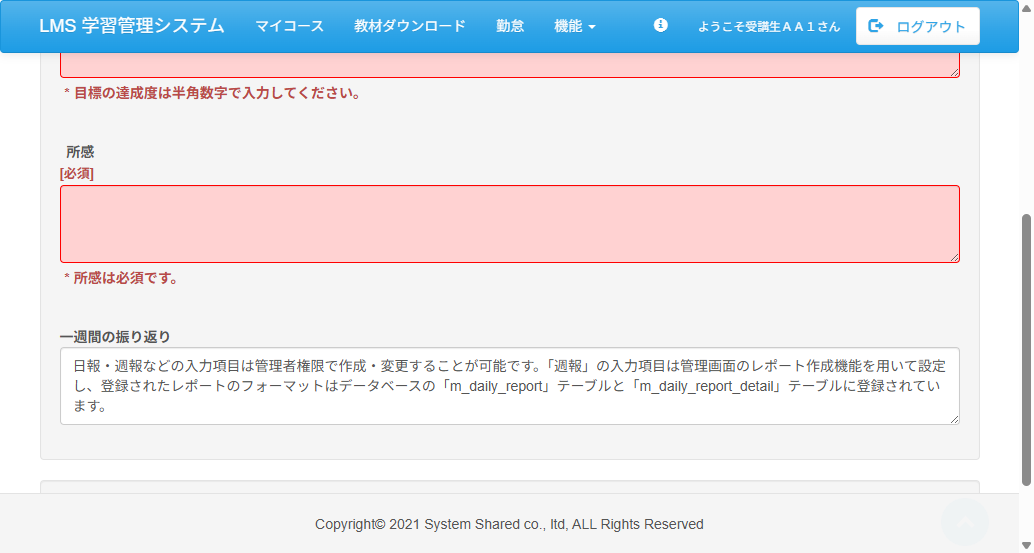 LMS 学習管理システム マイコース 教材ダウンロード 勤怠 機能 ようこそ受講生ＡＡ１さん ログアウト
* 目標の達成度は半角数字で入力してください。
所感
[必須]
* 所感は必須です。
一週間の振り返り
日報・週報などの入力項目は管理者権限で作成・変更することが可能です。「週報」の入力項目は管理画面のレポート作成機能を用いて設定
し、登録されたレポートのフォーマットはデータベースの「m_daily_report」テーブルと「m_daily_report_detail」テーブルに登録されてい
ます。
Copyright© 2021 System Shared co., ltd, ALL Rights Reserved